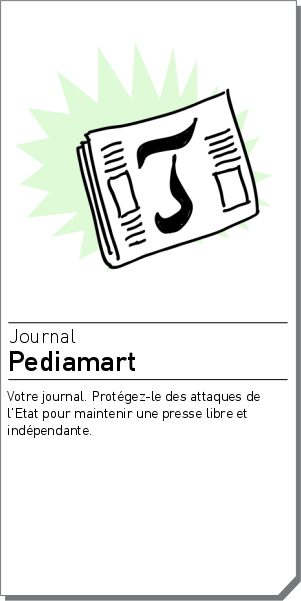 J
Journal
Pediamart
Votre journal. Protégez-le des attaques de
l'Etat pour maintenir une presse libre et
indépendante.